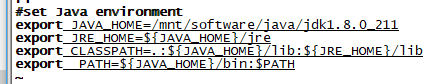 #set Java environment
export JAVA_HOME=/mnt/software/java/jdk1.8.0_211
export JRE_HOME=${JAVA_HOME}/jre
export CLASSPATH=.:${JAVA_HOME}/lib:${JRE_HOME}/lib
export  PATH=${JAVA_HOME}/bin:$PATH
~